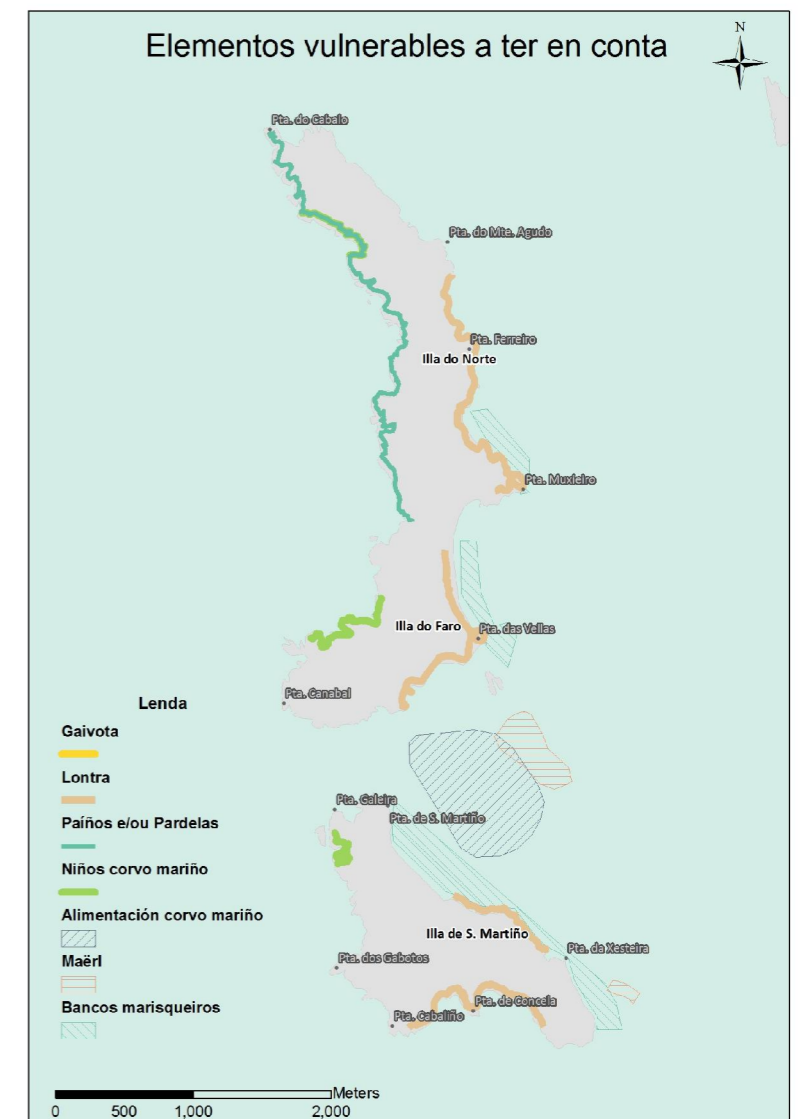 Elementos vulnerables a ter en conta
N
Pta. do Cabalo
Pta. do Mte. Agudo
Pta. Ferreiro
Illa do Norte
Pta. Muxieiro
Illa do Faro
Pta. das Vellas
Pta. Canabal
Lenda
Gaivota
Lontra
Paíños e/ou Pardelas
Niños corvo mariño
Alimentación corvo mariño
Maërl
Bancos marisqueiros
Pta. Galeira
Pta. de S. Martiño
Illa de S. Martiño
Pta. da Xesteira
Pta. dos Gabotos
Pta. de Concela
Pta. Cabaliño
Meters
0 500 1,000 2,000